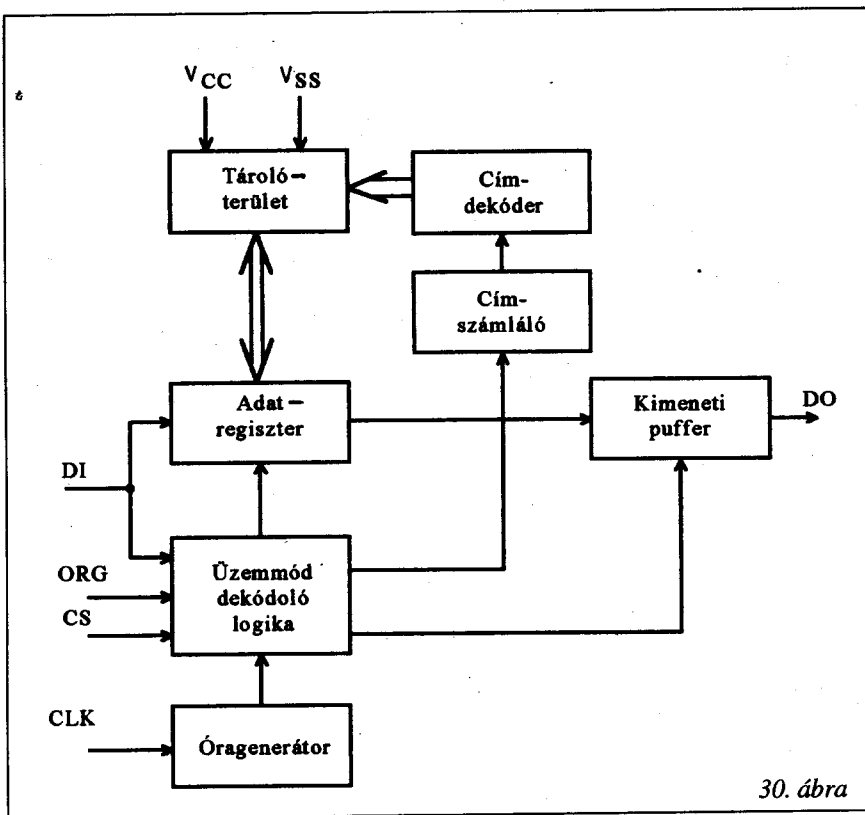 VCC VSS
Tároló-
terület
Cím-
dekóder
Cím-
számláló
Adat-
regiszter
Kimeneti
puffer
DO
DI
ORG
CS
Üzemmód
dekódoló
logika
CLK
Óragenerátor
30. ábra